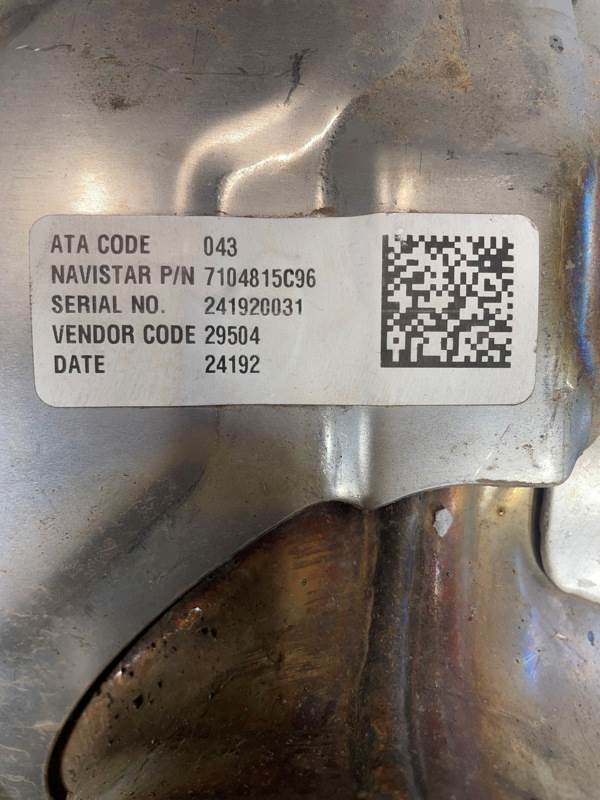 ATA CODE 043
NAVISTAR P/N 7104815C96
SERIAL NO. 241920031
VENDOR CODE 29504
DATE 24192